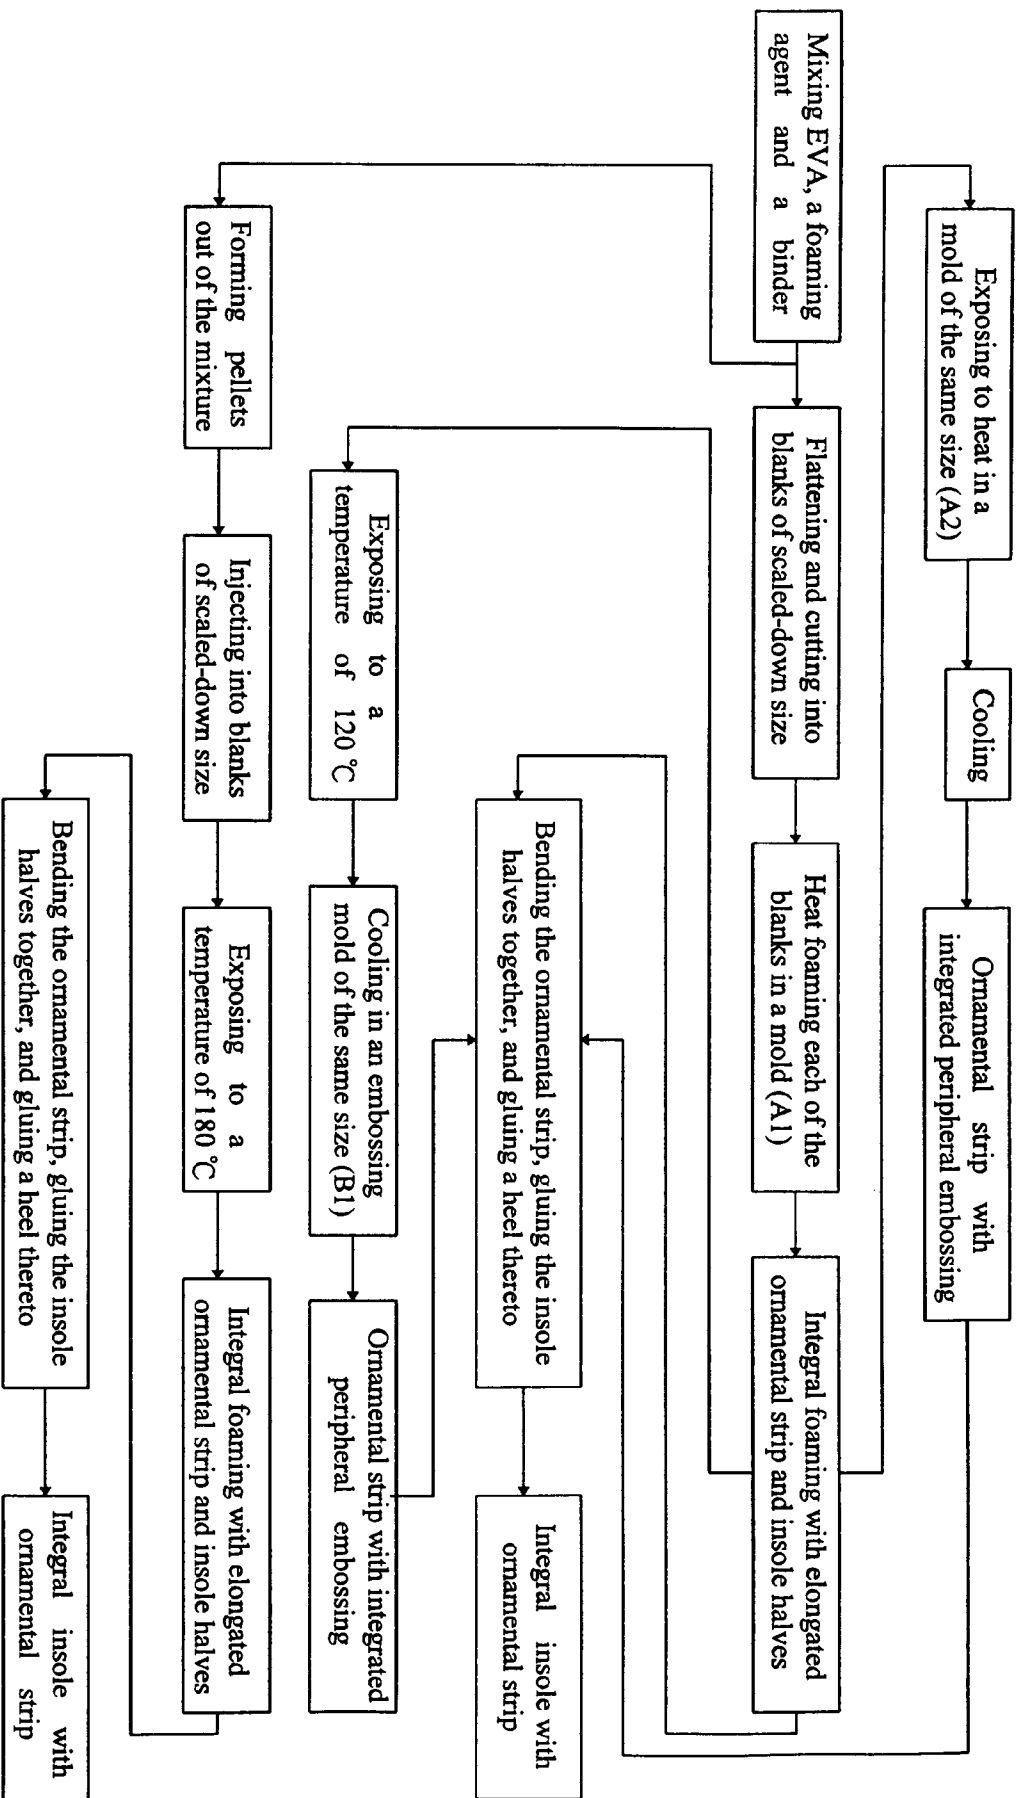 Exposing to heat in a
mold of the same size (A2)
Cooling
Ornamental strip with
integrated peripheral embossing
Mixing EVA, a foaming
agent and a binder
Flattening and cutting into
blanks of scaled-down size
Heat foaming each of the
blanks in a mold (A1)
Integral foaming with elongated
ornamental strip and insole halves
Bending the ornamental strip, gluing the insole
halves together, and gluing a heel thereto
Integral insole with
ornamental strip
Exposing to a
temperature of 120 ℃
Cooling in an embossing
mold of the same size (B1)
Ornamental strip with integrated
peripheral embossing
Forming pellets
out of the mixture
Injecting into blanks
of scaled-down size
Exposing to a
temperature of 180 ℃
Integral foaming with elongated
ornamental strip and insole halves
Bending the ornamental strip, gluing the insole
halves together, and gluing a heel thereto
Integral insole with
ornamental strip